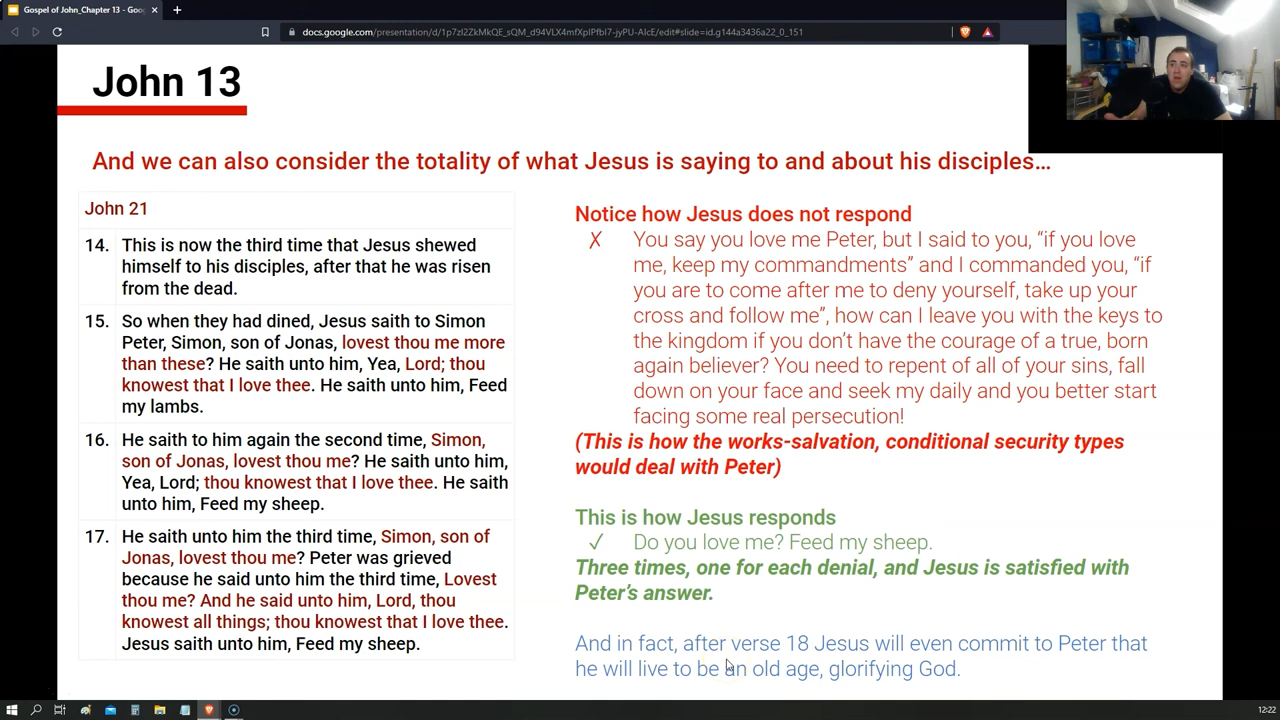 Gospel of John_Chapter 13 - Goo
docs.google.com/presentation/d/1p7zl2ZkMkQE_sQM_d94VLX4mfXpIPfbI7-jyPU-AIcE/edit#slide=id.g144a3436a22_0_151
John 13
And we can also consider the totality of what Jesus is saying to and about his disciples…
John 21
14. This is now the third time that Jesus shewed
himself to his disciples, after that he was risen
from the dead.
15. So when they had dined, Jesus saith to Simon
Peter, Simon, son of Jonas, lovest thou me more
than these? He saith unto him, Yea, Lord; thou
knowest that I love thee. He saith unto him, Feed
my lambs.
16. He saith to him again the second time, Simon,
son of Jonas, lovest thou me? He saith unto him,
Yea, Lord; thou knowest that I love thee. He saith
unto him, Feed my sheep.
17. He saith unto him the third time, Simon, son of
Jonas, lovest thou me? Peter was grieved
because he said unto him the third time, Lovest
thou me? And he said unto him, Lord, thou
knowest all things; thou knowest that I love thee.
Jesus saith unto him, Feed my sheep.
Notice how Jesus does not respond
✗ You say you love me Peter, but I said to you, “if you love
me, keep my commandments” and I commanded you, “if
you are to come after me to deny yourself, take up your
cross and follow me”, how can I leave you with the keys to
the kingdom if you don’t have the courage of a true, born
again believer? You need to repent of all of your sins, fall
down on your face and seek my daily and you better start
facing some real persecution!
(This is how the works-salvation, conditional security types
would deal with Peter)
This is how Jesus responds
✓ Do you love me? Feed my sheep.
Three times, one for each denial, and Jesus is satisfied with
Peter’s answer.
And in fact, after verse 18 Jesus will even commit to Peter that
he will live to be an old age, glorifying God.
12:22